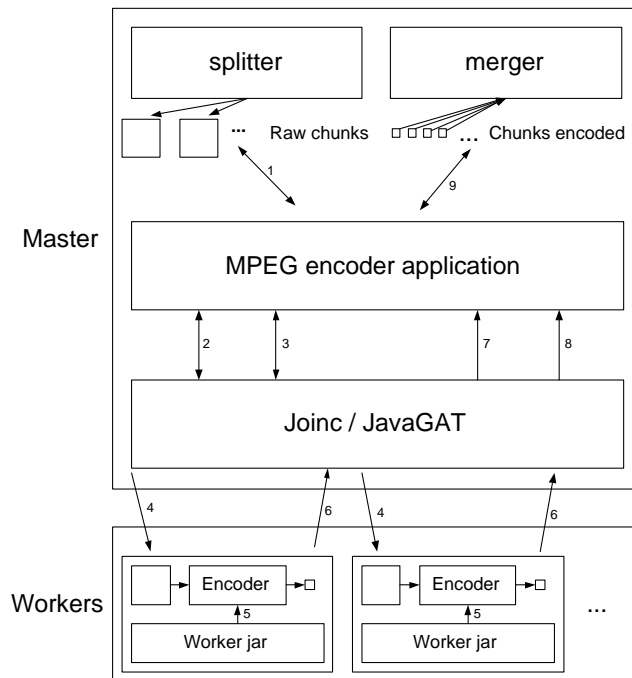 splitter
merger
... Raw chunks
... Chunks encoded
1
9
Master
MPEG encoder application
2
3
7
8
Joinc / JavaGAT
4
6
4
6
Workers
Encoder
5
Worker jar
Encoder
5
Worker jar
...